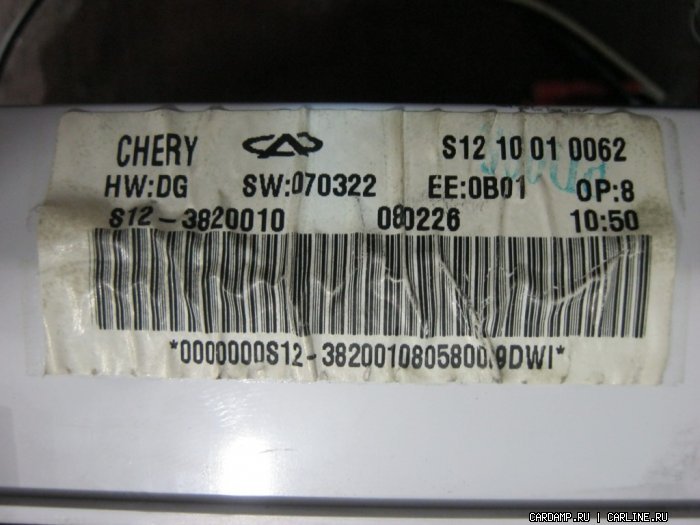 CHERY S12 10 01 0062
HW:DG SW:070322 EE:0B01 OP:8
S12-3820010 080226 10:50
CARDAMP.RU | CARLINE.RU